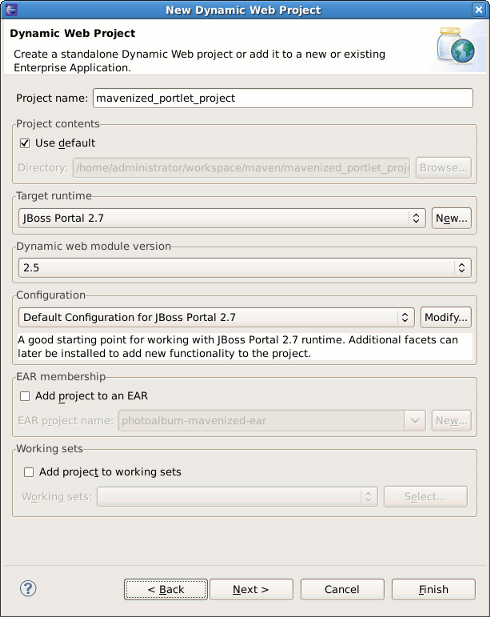 New Dynamic Web Project
Dynamic Web Project
Create a standalone Dynamic Web project or add it to a new or existing
Enterprise Application.
Project name: mavenized_portlet_project
Project contents
Use default
Directory: /home/administrator/workspace/maven/mavenized_portlet_proj Browse...
Target runtime
JBoss Portal 2.7 New...
Dynamic web module version
2.5
Configuration
Default Configuration for JBoss Portal 2.7 Modify...
A good starting point for working with JBoss Portal 2.7 runtime. Additional facets can
later be installed to add new functionality to the project.
EAR membership
Add project to an EAR
EAR project name: photoalbum-mavenized-ear New...
Working sets
Add project to working sets
Working sets: Select...
? < Back Next > Cancel Finish